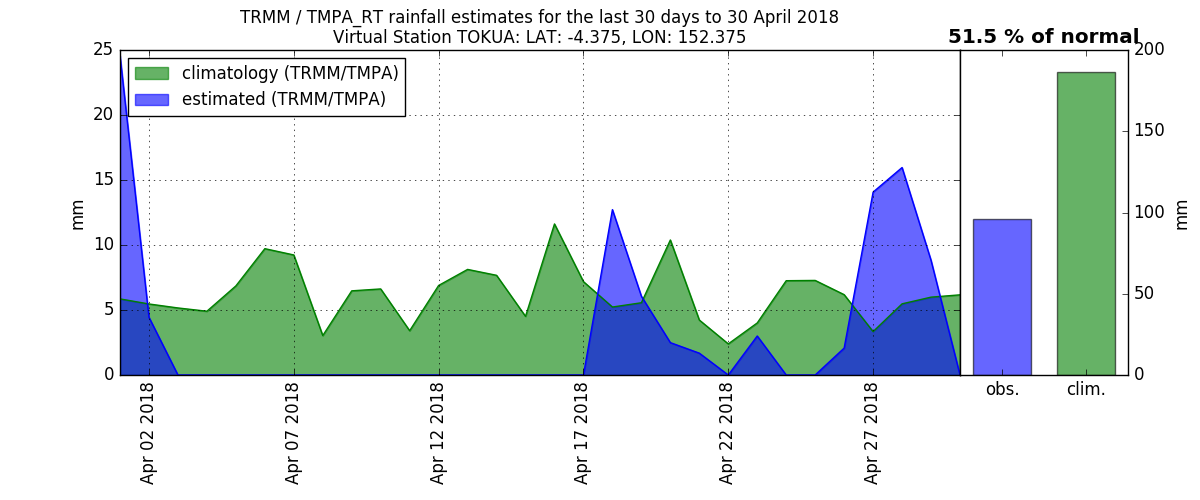 TRMM / TMPA_RT rainfall estimates for the last 30 days to 30 April 2018
Virtual Station TOKUA: LAT: -4.375, LON: 152.375
51.5 % of normal
climatology (TRMM/TMPA)
estimated (TRMM/TMPA)
25
20
15
10
5
0
mm
Apr 02 2018
Apr 07 2018
Apr 12 2018
Apr 17 2018
Apr 22 2018
Apr 27 2018
obs.
clim.
200
150
100
50
0
mm